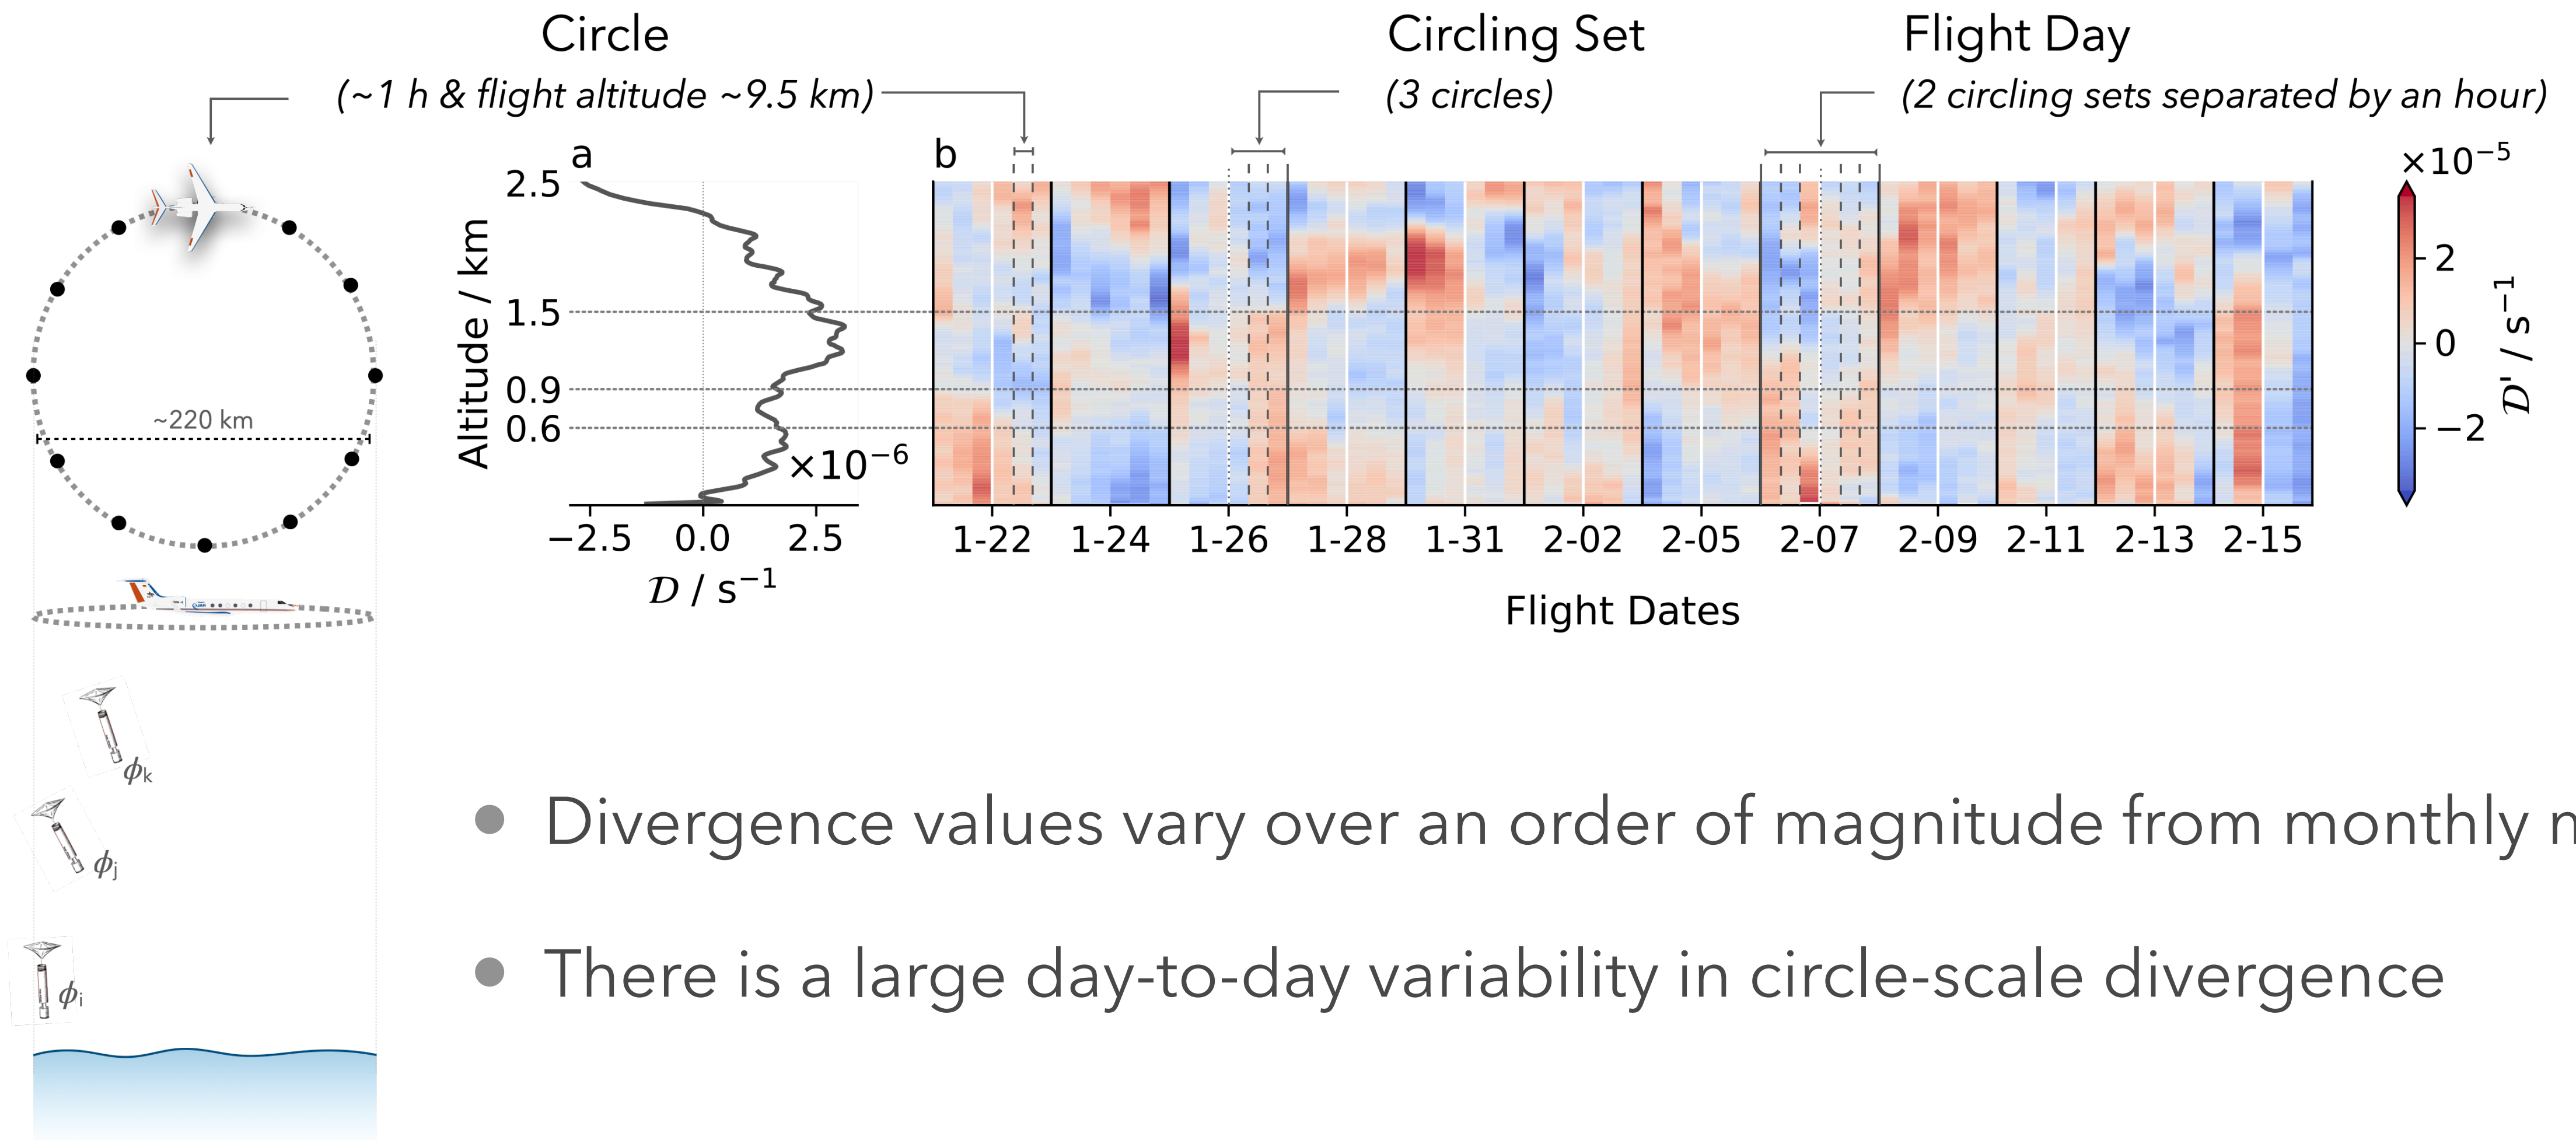 Circle
Circling Set
Flight Day
(~1 h & flight altitude ~9.5 km)
(3 circles)
(2 circling sets separated by an hour)
a
b
×10⁻⁵
2.5
1.5
0.9
0.6
Altitude / km
×10⁻⁶
−2.5 0.0 2.5
𝒟 / s⁻¹
1-22 1-24 1-26 1-28 1-31 2-02 2-05 2-07 2-09 2-11 2-13 2-15
Flight Dates
2
0
−2
𝒟' / s⁻¹
~220 km
ϕk
ϕj
ϕi
• Divergence values vary over an order of magnitude from monthly
• There is a large day-to-day variability in circle-scale divergence